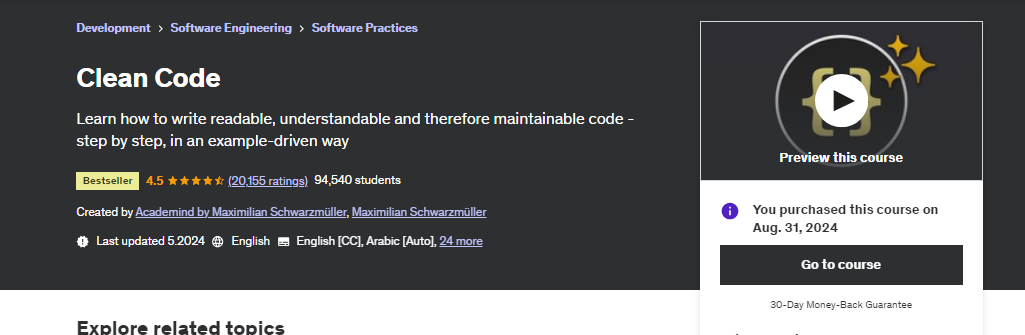 Development > Software Engineering > Software Practices
Clean Code
Learn how to write readable, understandable and therefore maintainable code -
step by step, in an example-driven way
Bestseller 4.5 (20,155 ratings) 94,540 students
Created by Academind by Maximilian Schwarzmüller, Maximilian Schwarzmüller
Last updated 5.2024 English English [CC], Arabic [Auto], 24 more
{ }
Preview this course
You purchased this course on
Aug. 31, 2024
Go to course
30-Day Money-Back Guarantee
Explore related topics